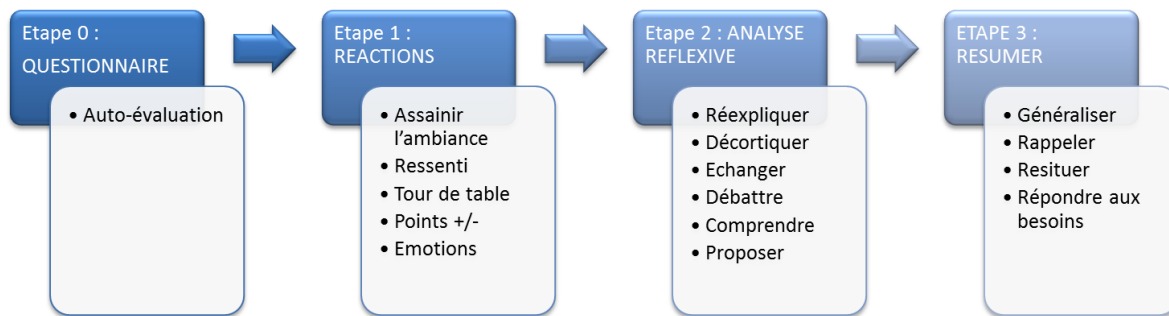 Etape 0 :
QUESTIONNAIRE
• Auto-évaluation
Etape 1 :
REACTIONS
• Assainir
l’ambiance
• Ressenti
• Tour de table
• Points +/-
• Emotions
Etape 2 : ANALYSE
REFLEXIVE
• Réexpliquer
• Décortiquer
• Echanger
• Débattre
• Comprendre
• Proposer
ETAPE 3 :
RESUMER
• Généraliser
• Rappeler
• Resituer
• Répondre aux
besoins